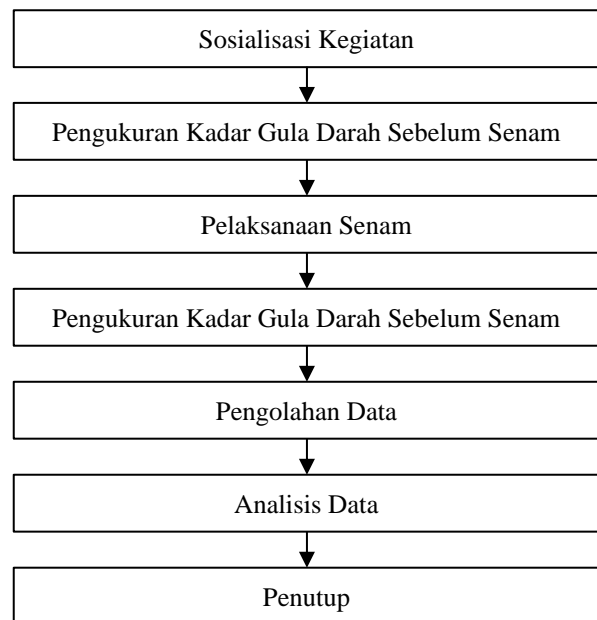 Sosialisasi Kegiatan
Pengukuran Kadar Gula Darah Sebelum Senam
Pelaksanaan Senam
Pengukuran Kadar Gula Darah Sebelum Senam
Pengolahan Data
Analisis Data
Penutup